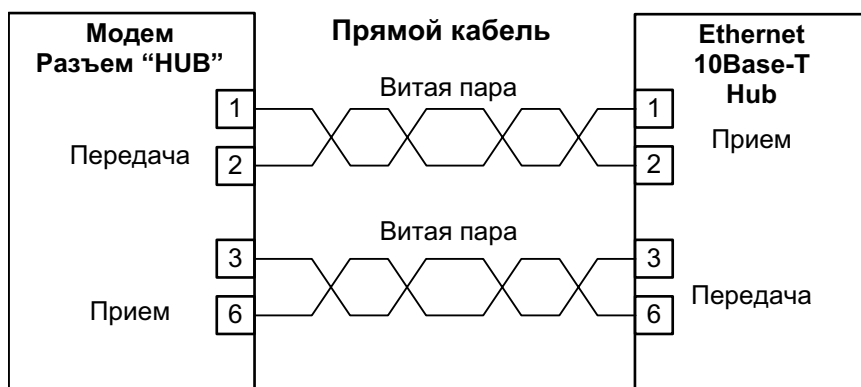 Модем
Разъем “HUB”
Прямой кабель
Ethernet
10Base-T
Hub
Витая пара
1
2
Передача
1
2
Прием
Витая пара
3
6
Прием
3
6
Передача